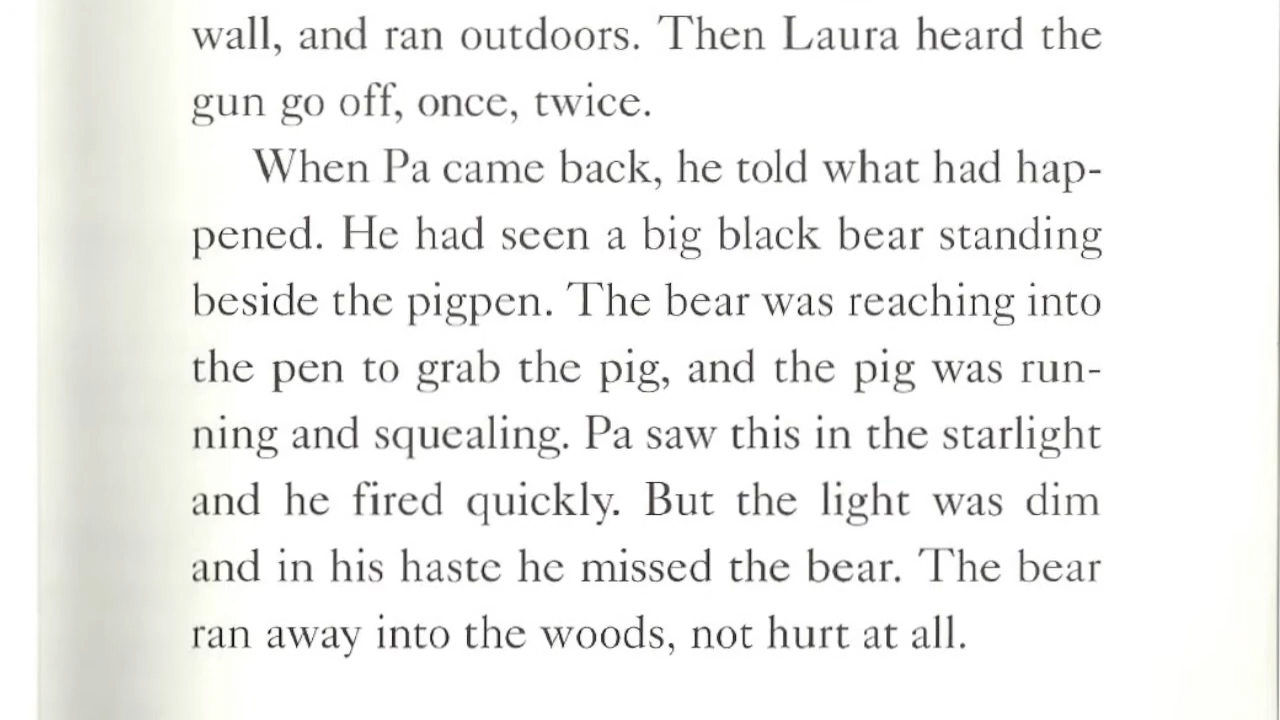 wall, and ran outdoors. Then Laura heard the
gun go off, once, twice.
When Pa came back, he told what had hap-
pened. He had seen a big black bear standing
beside the pigpen. The bear was reaching into
the pen to grab the pig, and the pig was run-
ning and squealing. Pa saw this in the starlight
and he fired quickly. But the light was dim
and in his haste he missed the bear. The bear
ran away into the woods, not hurt at all.